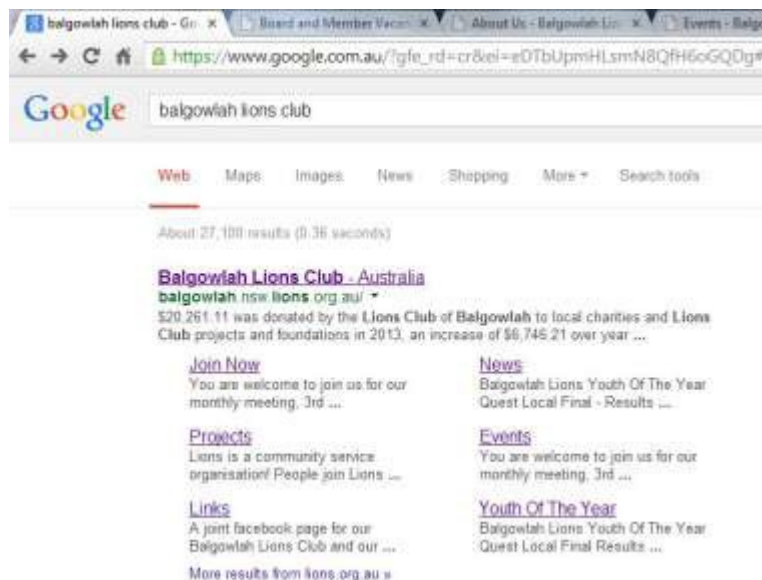 balgowlah lions club - Go
Board and Member Vacan
About Us - Balgowlah Lio
Events - Balgo
https://www.google.com.au/?gfe_rd=cr&ei=
Google
balgowlah lions club
Web Maps Images News Shopping More Search tools
About 27,100 results (0.36 seconds)
Balgowlah Lions Club - Australia
balgowlah.nsw.lions.org.au/
$20,261.11 was donated by the Lions Club of Balgowlah to local charities and Lions
Club projects and foundations in 2013, an increase of $6,746.21 over year ...
Join Now
You are welcome to join us for our
monthly meeting, 3rd ...
News
Balgowlah Lions Youth Of The Year
Quest Local Final - Results ...
Projects
Lions is a community service
organisation! People join Lions ...
Events
You are welcome to join us for our
monthly meeting, 3rd ...
Links
A joint facebook page for our
Balgowlah Lions Club and our ...
Youth Of The Year
Balgowlah Lions Youth Of The Year
Quest Local Final Results ...
More results from lions.org.au »